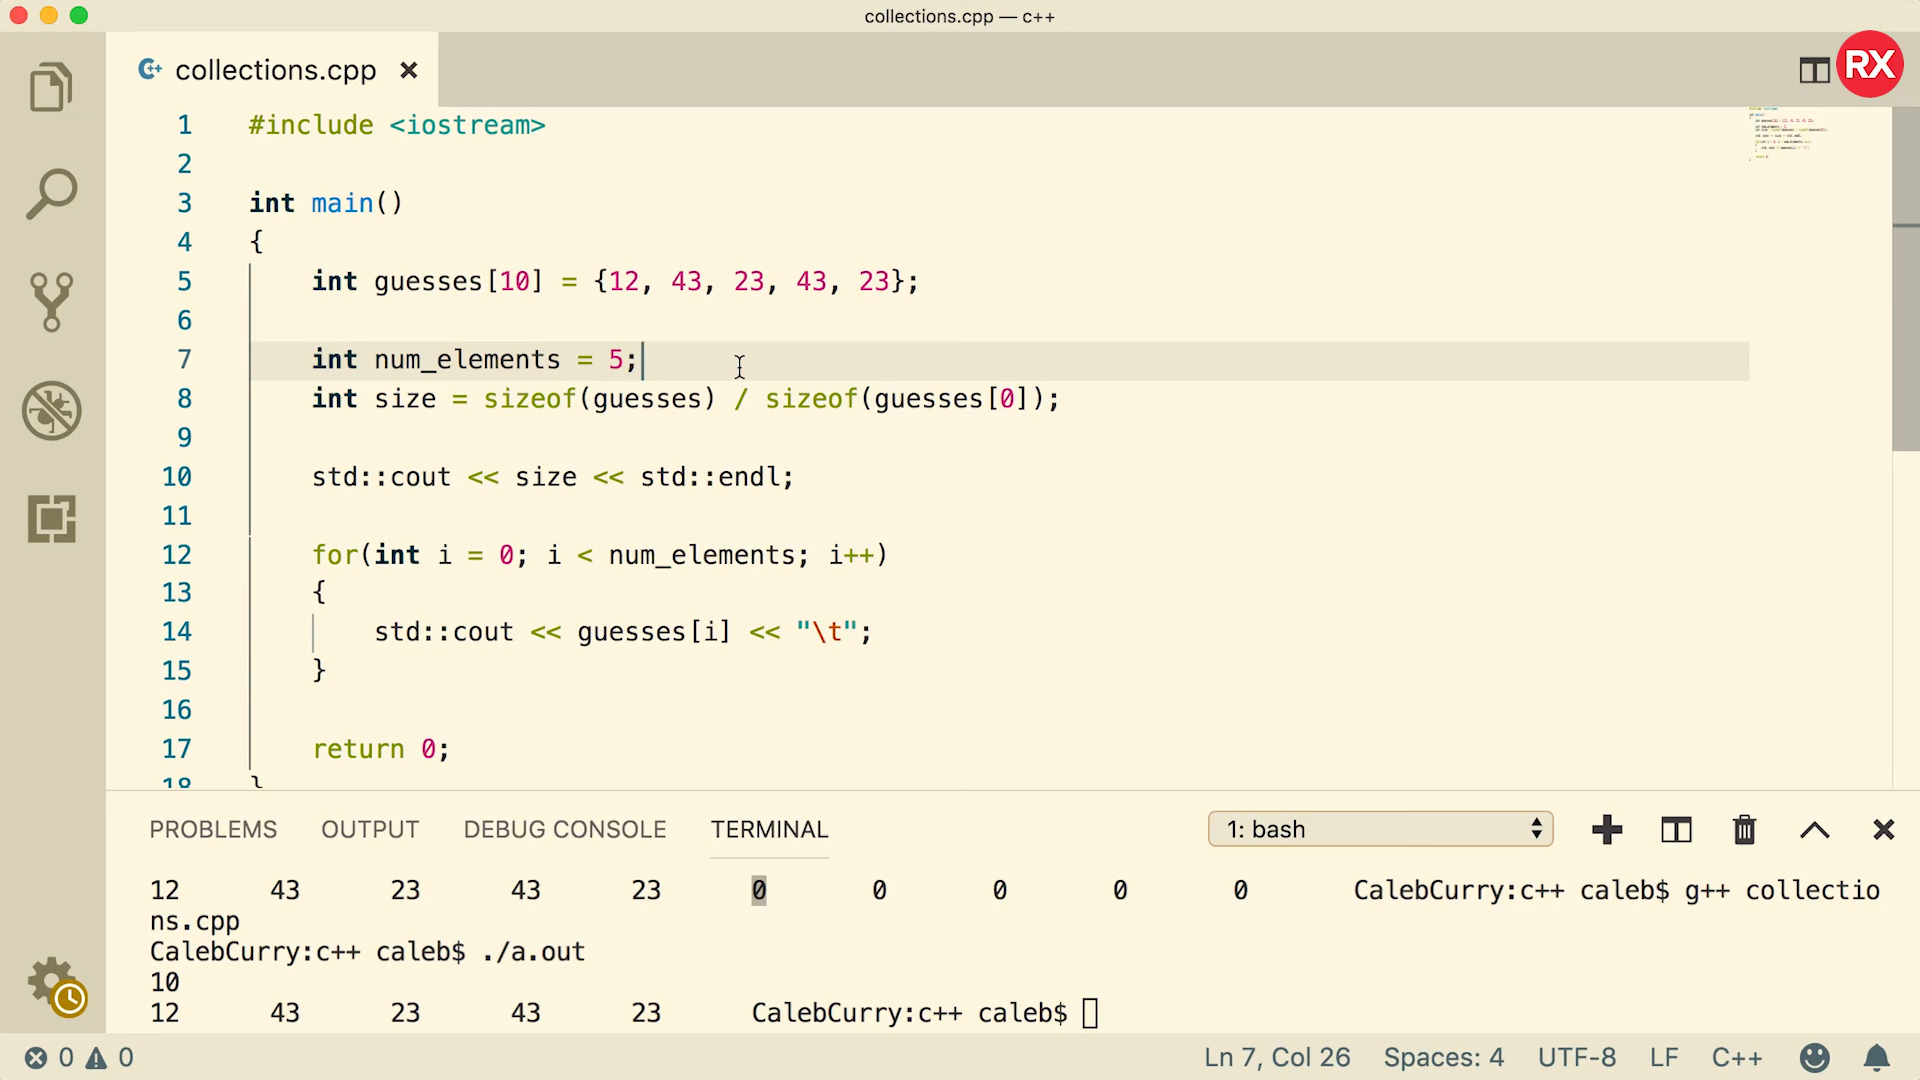 collections.cpp — c++
collections.cpp
RX
1 #include <iostream>
2
3 int main()
4 {
5 int guesses[10] = {12, 43, 23, 43, 23};
6
7 int num_elements = 5;
8 int size = sizeof(guesses) / sizeof(guesses[0]);
9
10 std::cout << size << std::endl;
11
12 for(int i = 0; i < num_elements; i++)
13 {
14 std::cout << guesses[i] << "\t";
15 }
16
17 return 0;
18 }
PROBLEMS OUTPUT DEBUG CONSOLE TERMINAL 1: bash
12 43 23 43 23 0 0 0 0 0 CalebCurry:c++ caleb$ g++ collectio
ns.cpp
CalebCurry:c++ caleb$ ./a.out
10
12 43 23 43 23 CalebCurry:c++ caleb$
0 0 Ln 7, Col 26 Spaces: 4 UTF-8 LF C++